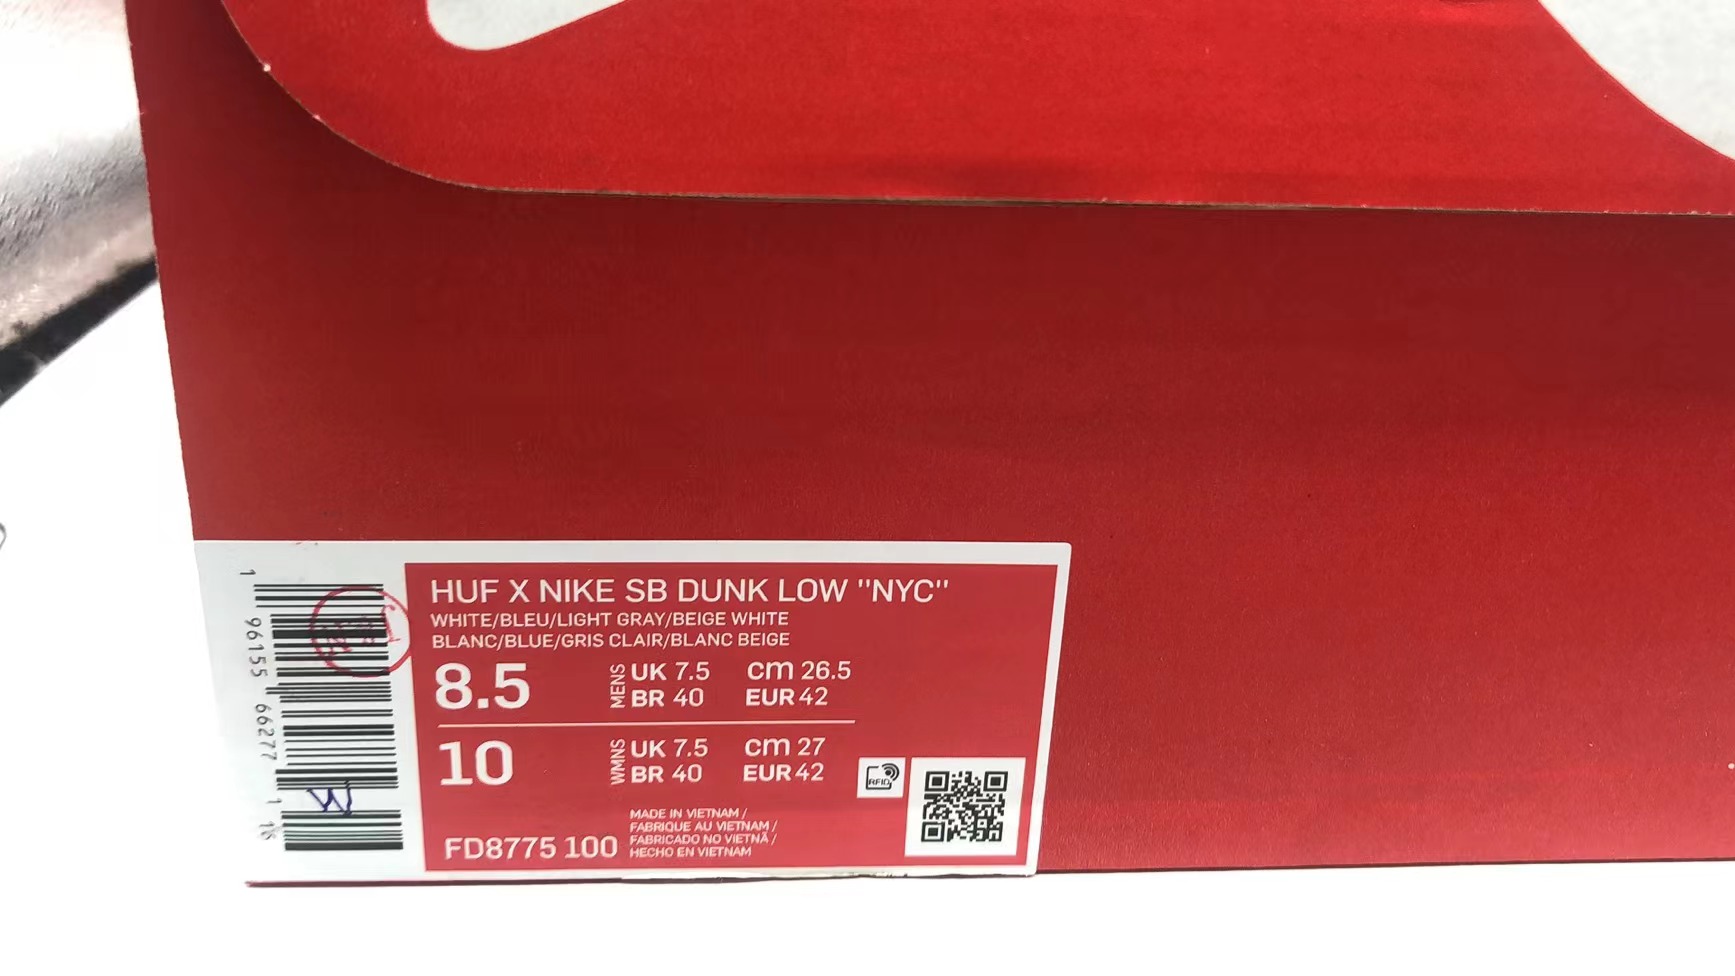 HUF X NIKE SB DUNK LOW "NYC"
WHITE/BLEU/LIGHT GRAY/BEIGE WHITE
BLANC/BLUE/GRIS CLAIR/BLANC BEIGE
8.5 MENS UK 7.5 cm 26.5
BR 40 EUR 42
10 WMNS UK 7.5 cm 27
BR 40 EUR 42
RFID
FD8775 100
MADE IN VIETNAM /
FABRIQUE AU VIETNAM /
FABRICADO NO VIETNÃ /
HECHO EN VIETNAM
1 96155 66277 1